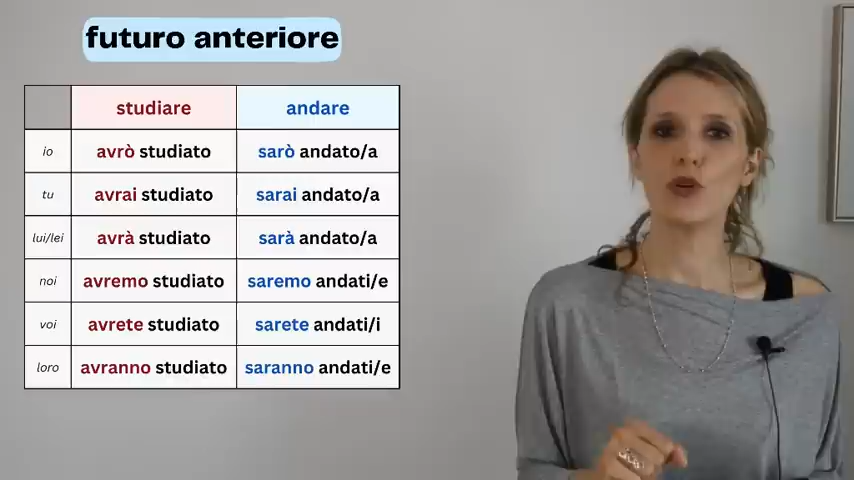 futuro anteriore
studiare andare
io avrò studiato sarò andato/a
tu avrai studiato sarai andato/a
lui/lei avrà studiato sarà andato/a
noi avremo studiato saremo andati/e
voi avrete studiato sarete andati/i
loro avranno studiato saranno andati/e